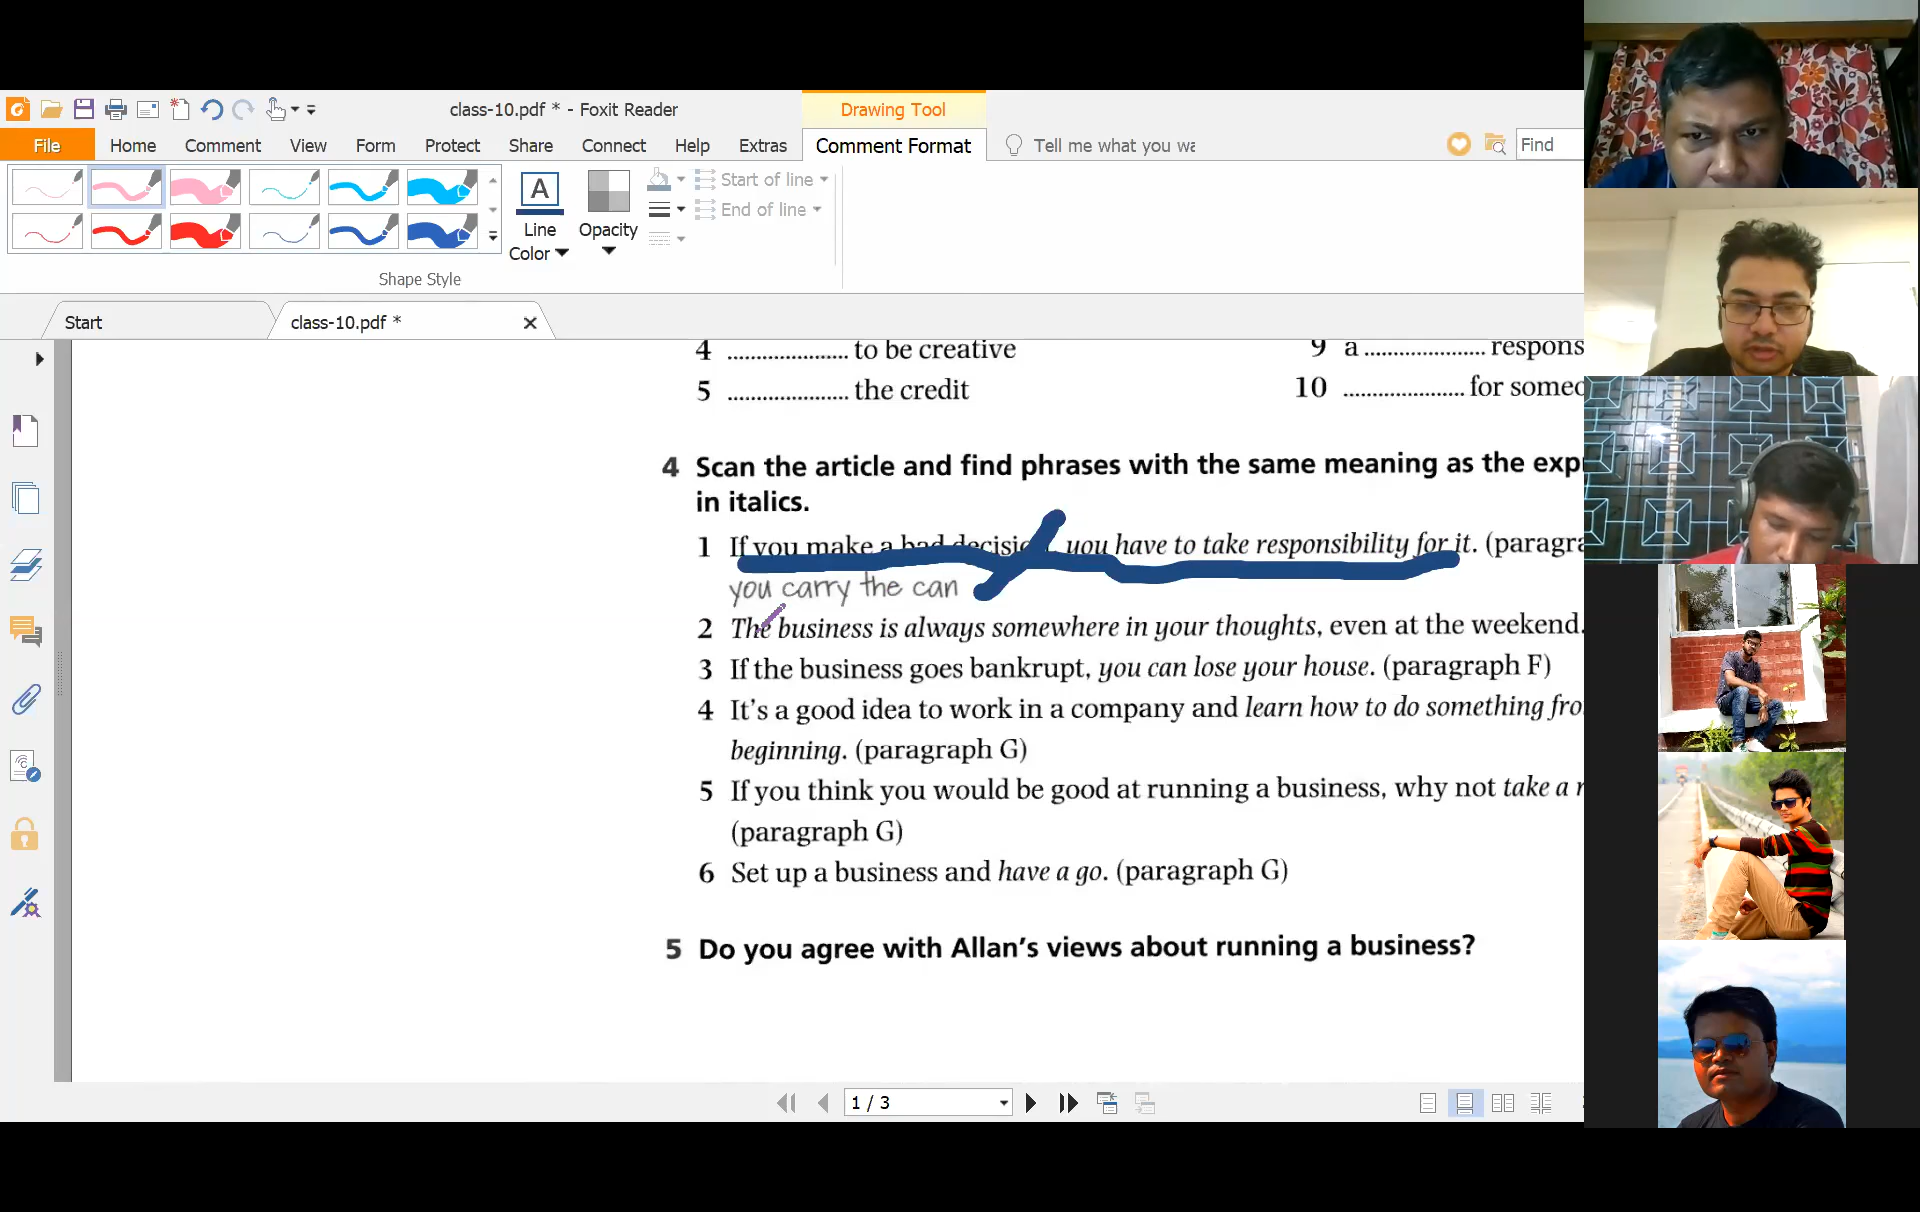 class-10.pdf * - Foxit Reader
Drawing Tool
File Home Comment View Form Protect Share Connect Help Extras Comment Format Tell me what you wa Find
Start of line
End of line
Line
Color
Opacity
Shape Style
Start
class-10.pdf *
4 .................... to be creative
9 a .................... respons
5 .................... the credit
10 .................... for someo
4 Scan the article and find phrases with the same meaning as the exp
in italics.
1 If you make a bad decision, you have to take responsibility for it. (paragra
you carry the can
2 The business is always somewhere in your thoughts, even at the weekend.
3 If the business goes bankrupt, you can lose your house. (paragraph F)
4 It's a good idea to work in a company and learn how to do something fro
beginning. (paragraph G)
5 If you think you would be good at running a business, why not take a r
(paragraph G)
6 Set up a business and have a go. (paragraph G)
5 Do you agree with Allan's views about running a business?
1 / 3